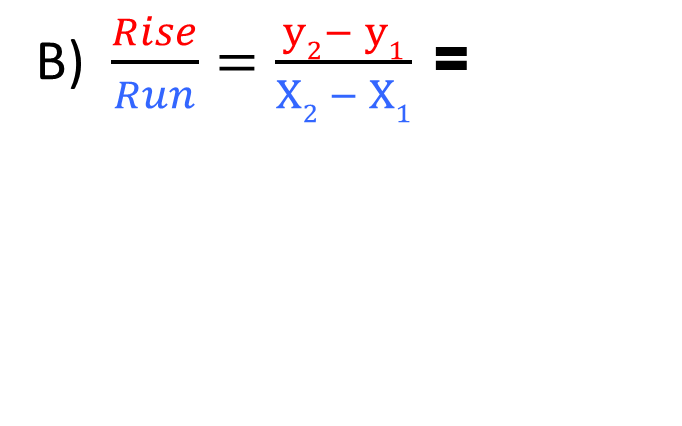 B) Rise/Run = y₂ − y₁/X₂ − X₁ =